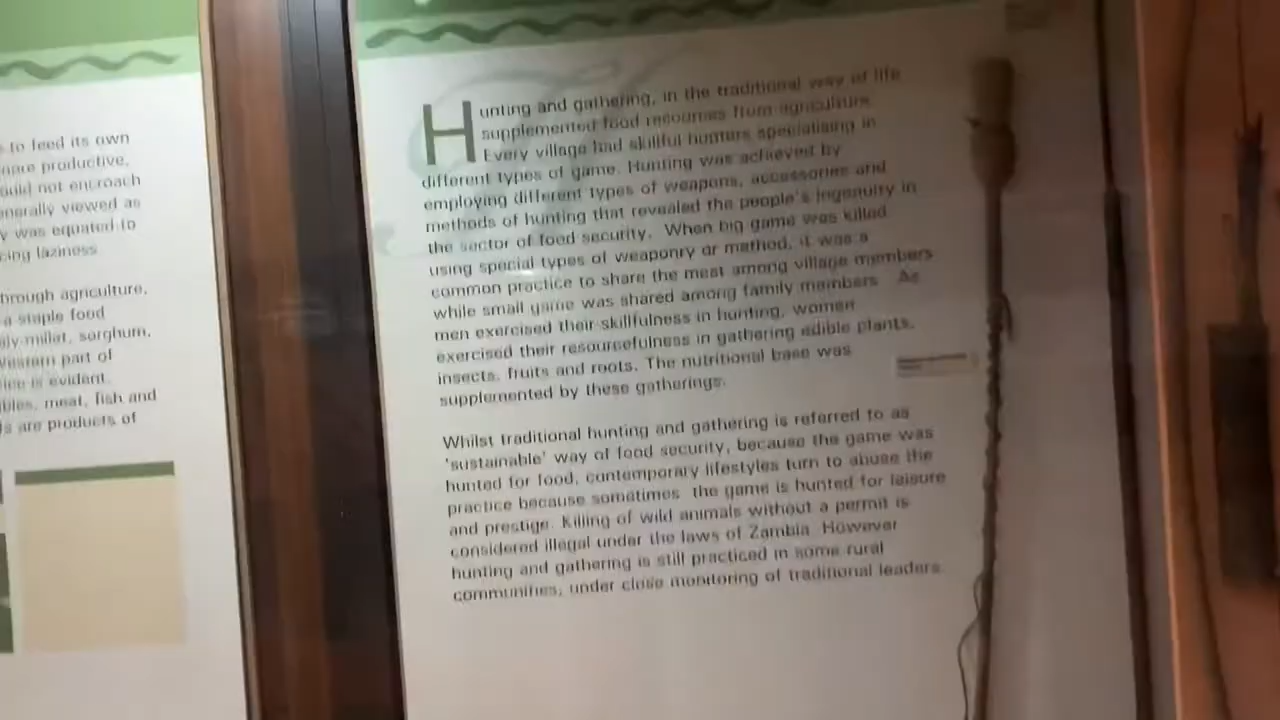 s to feed its own
more productive,
ould not encroach
enerally viewed as
y was equated to
cing laziness
hrough agriculture,
a staple food
ly millet, sorghum,
Western part of
is evident.
bles, meat, fish and
s are products of
Hunting and gathering, in the traditional way of life
supplemented food resources from agriculture.
Every village had skillful hunters specialising in
different types of game. Hunting was achieved by
employing different types of weapons, accessories and
methods of hunting that revealed the people's ingenuity in
the sector of food security. When big game was killed
using special types of weaponry or method, it was a
common practice to share the meat among village members
while small game was shared among family members. As
men exercised their skillfulness in hunting, women
exercised their resourcefulness in gathering edible plants,
insects, fruits and roots. The nutritional base was
supplemented by these gatherings.
Whilst traditional hunting and gathering is referred to as
'sustainable' way of food security, because the game was
hunted for food, contemporary lifestyles turn to abuse the
practice because sometimes the game is hunted for leisure
and prestige. Killing of wild animals without a permit is
considered illegal under the laws of Zambia. However
hunting and gathering is still practiced in some rural
communities, under close monitoring of traditional leaders.